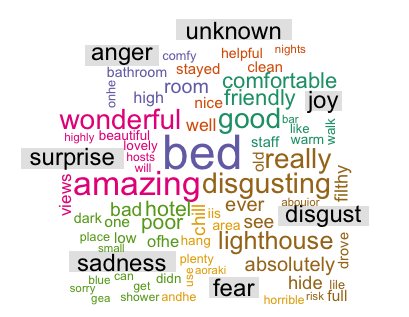 unknown
anger comfy helpful nights
bathroom stayed clean
onhe high room comfortable
nice friendly joy
wonderful well good bar like walk
highly beautiful staff warm
lovely
surprise hosts will bed old really
views amazing disgusting filthy
dark bad hotel chill ever aboujor
one poor iis see disgust
place low ofhe area
small hang lighthouse drove
sadness plenty absolutely
blue can didn use aoraki hide lile
sorry get fear risk full
gea shower andhe horrible